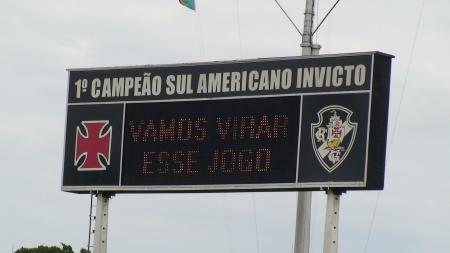 1º CAMPEÃO SUL AMERICANO INVICTO
VAMOS VIRAR
ESSE JOGO